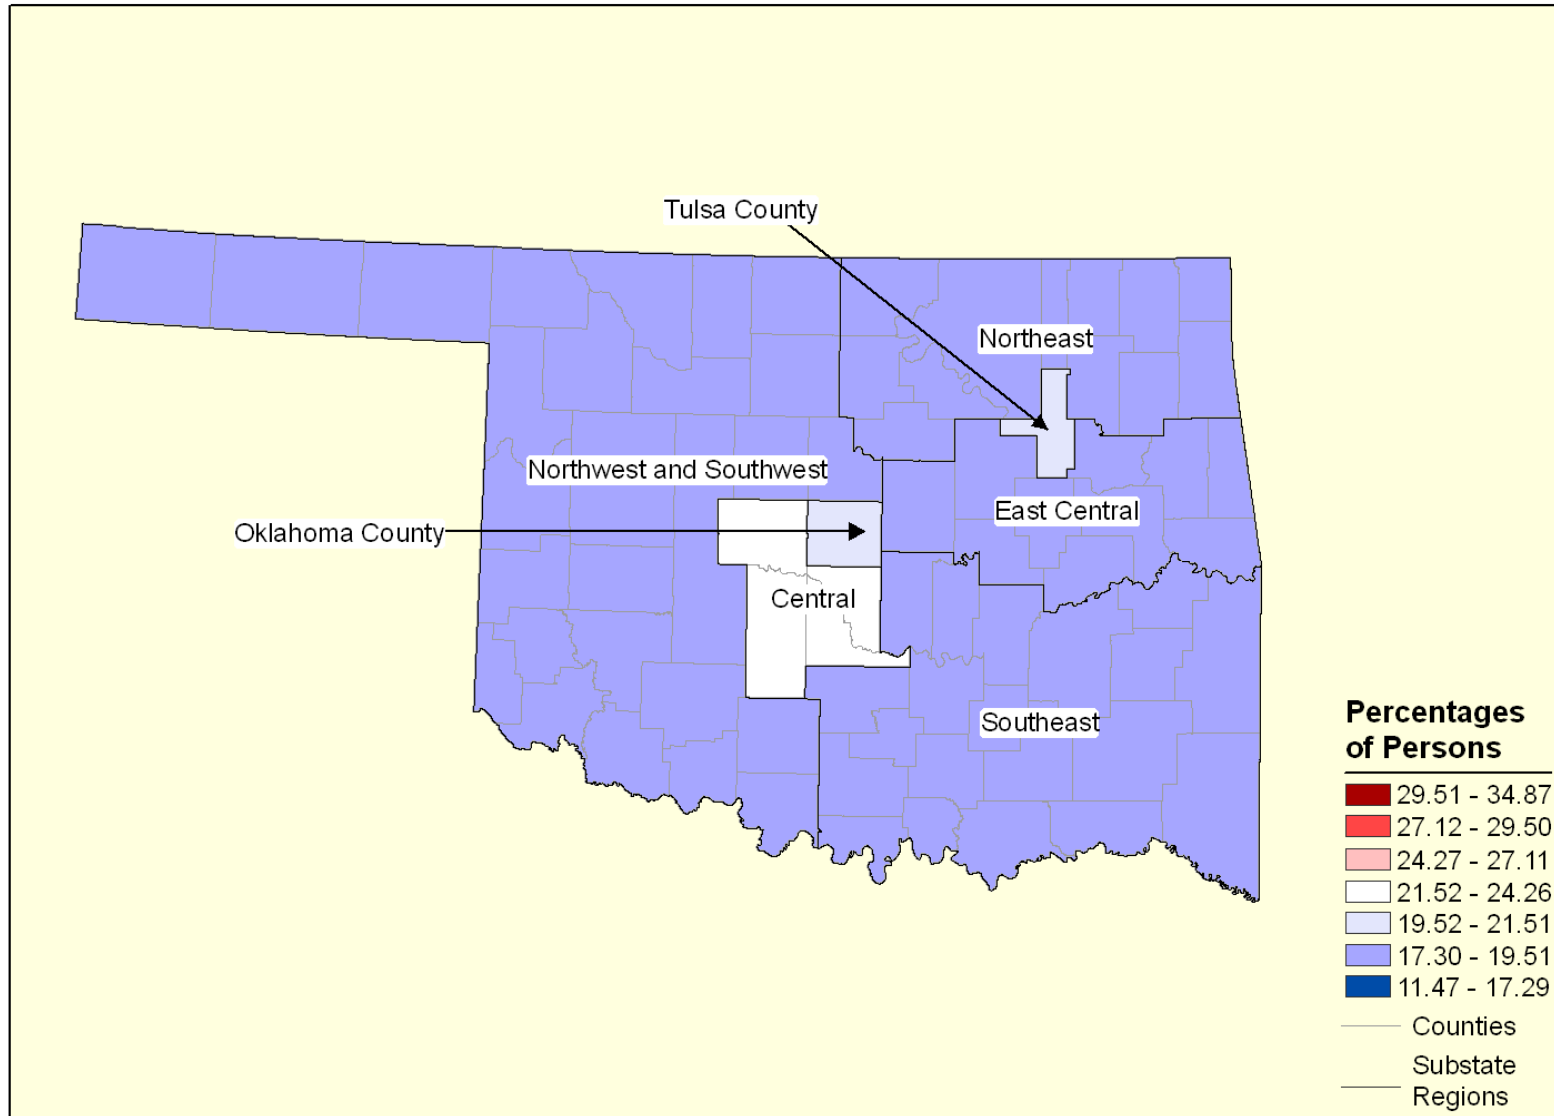 Tulsa County
Northeast
Northwest and Southwest
East Central
Oklahoma County
Central
Southeast
Percentages
of Persons
29.51 - 34.87
27.12 - 29.50
24.27 - 27.11
21.52 - 24.26
19.52 - 21.51
17.30 - 19.51
11.47 - 17.29
Counties
Substate
Regions